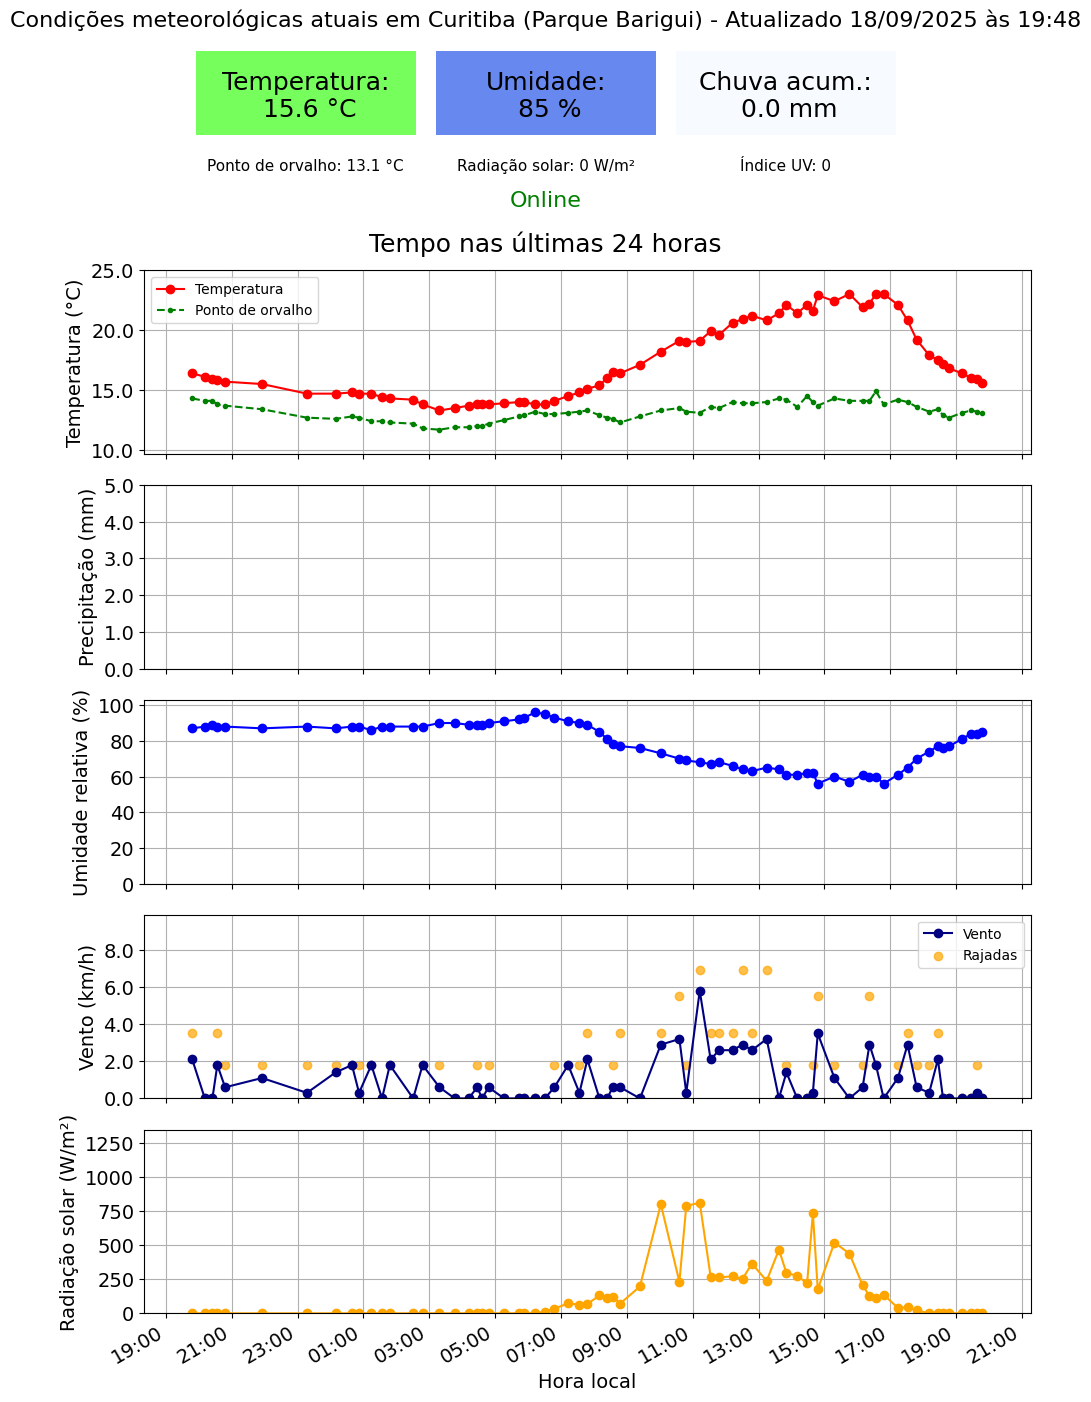 Condições meteorológicas atuais em Curitiba (Parque Barigui) - Atualizado 18/09/2025 às 19:48
Temperatura:
15.6 °C
Umidade:
85 %
Chuva acum.:
0.0 mm
Ponto de orvalho: 13.1 °C
Radiação solar: 0 W/m²
Índice UV: 0
Online
Tempo nas últimas 24 horas
Temperatura (°C)
25.0
20.0
15.0
10.0
Temperatura
Ponto de orvalho
Precipitação (mm)
5.0
4.0
3.0
2.0
1.0
0.0
Umidade relativa (%)
100
80
60
40
20
0
Vento (km/h)
8.0
6.0
4.0
2.0
0.0
Vento
Rajadas
Radiação solar (W/m²)
1250
1000
750
500
250
0
19:00
21:00
23:00
01:00
03:00
05:00
07:00
09:00
11:00
13:00
15:00
17:00
19:00
21:00
Hora local